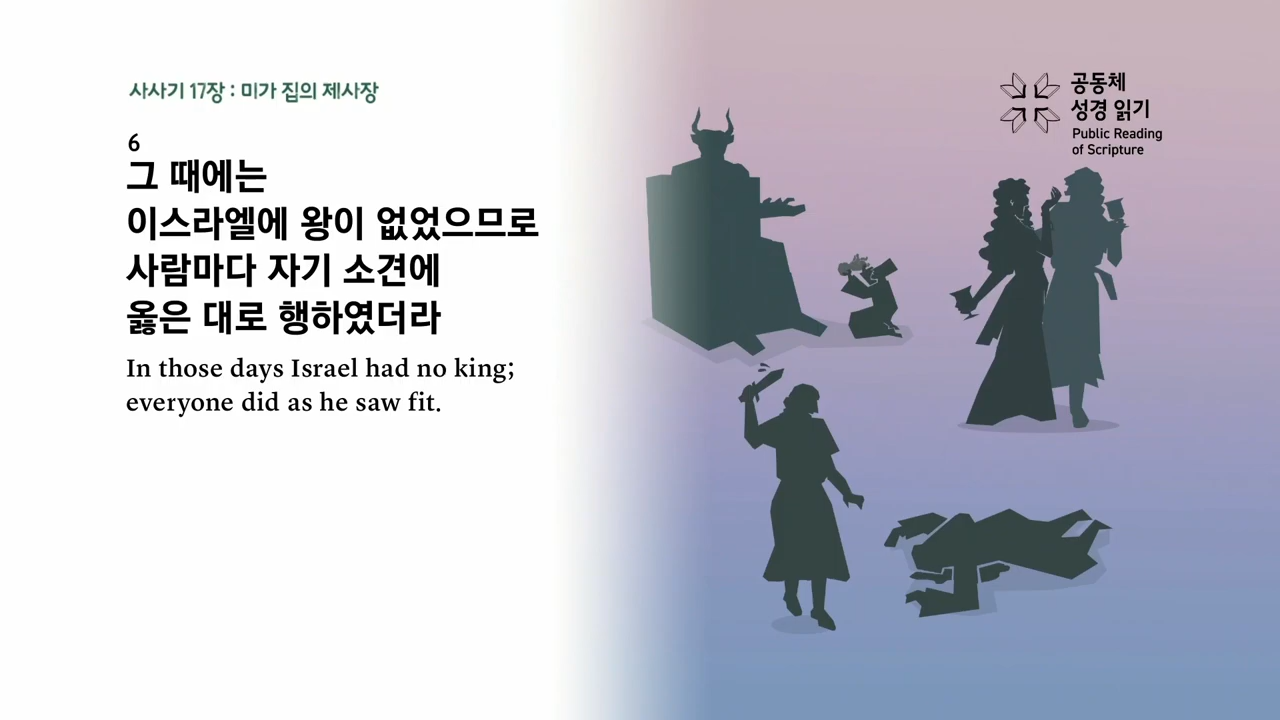 사사기 17장 : 미가 집의 제사장
6
그 때에는
이스라엘에 왕이 없었으므로
사람마다 자기 소견에
옳은 대로 행하였더라
In those days Israel had no king;
everyone did as he saw fit.
공동체
성경 읽기
Public Reading
of Scripture